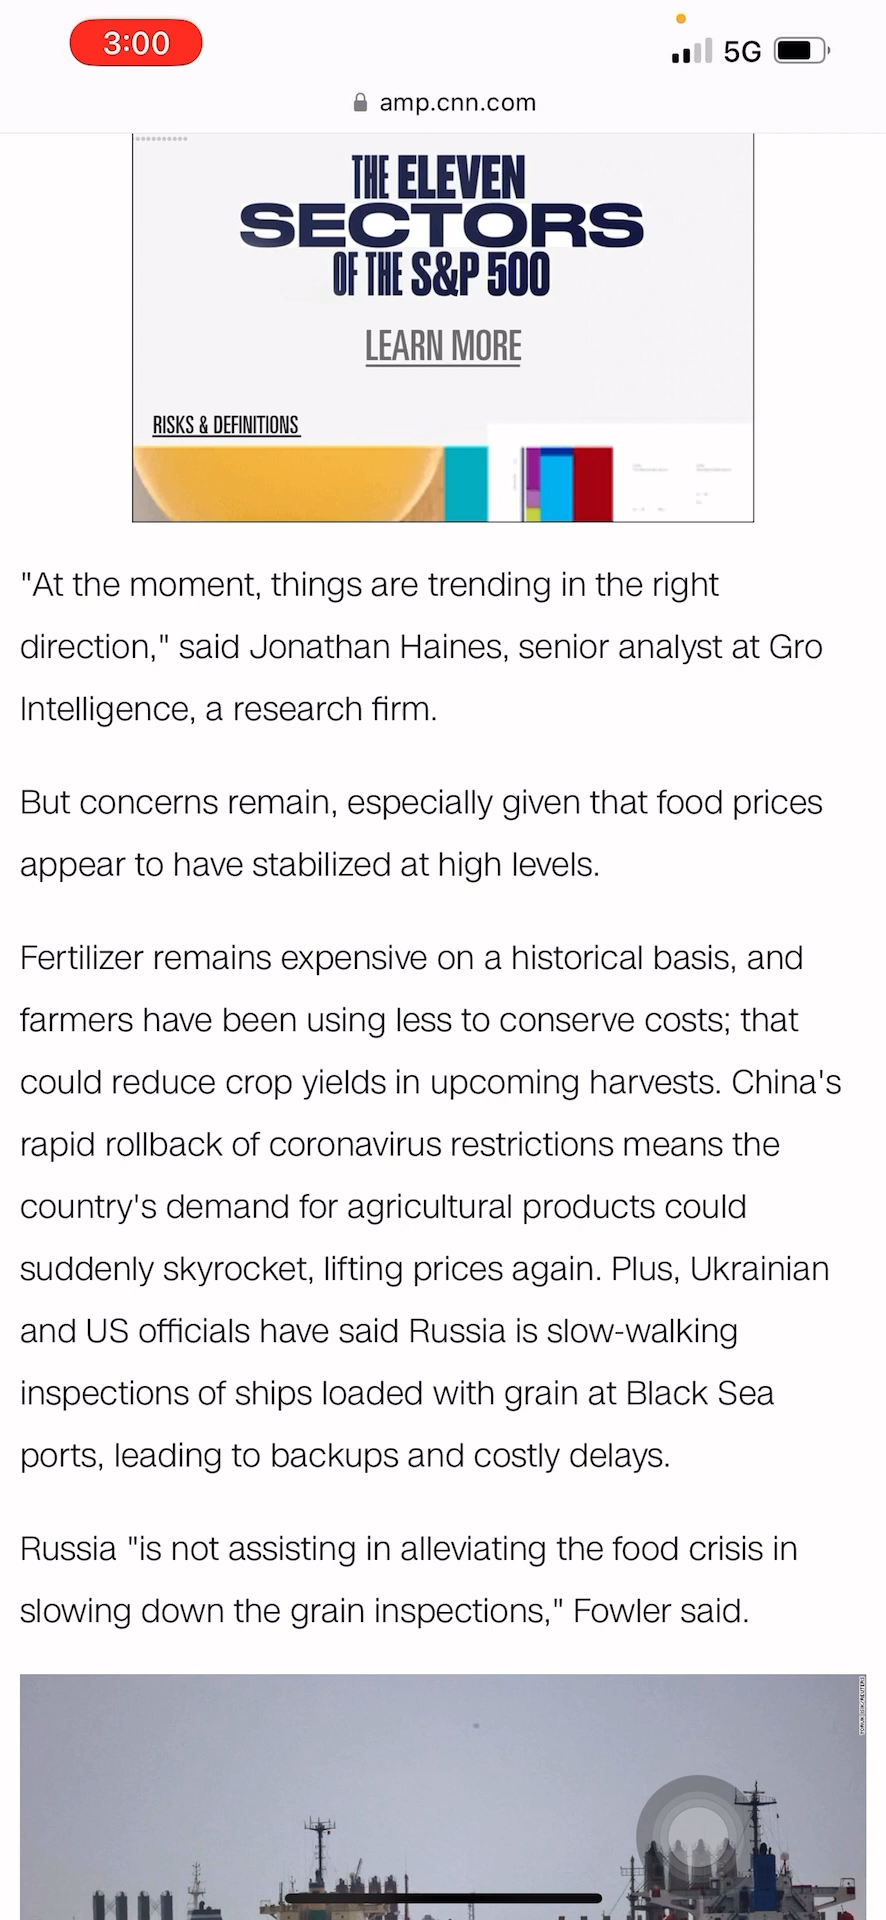 3:00
5G
amp.cnn.com
THE ELEVEN
SECTORS
OF THE S&P 500
LEARN MORE
RISKS & DEFINITIONS
"At the moment, things are trending in the right
direction," said Jonathan Haines, senior analyst at Gro
Intelligence, a research firm.
But concerns remain, especially given that food prices
appear to have stabilized at high levels.
Fertilizer remains expensive on a historical basis, and
farmers have been using less to conserve costs; that
could reduce crop yields in upcoming harvests. China's
rapid rollback of coronavirus restrictions means the
country's demand for agricultural products could
suddenly skyrocket, lifting prices again. Plus, Ukrainian
and US officials have said Russia is slow-walking
inspections of ships loaded with grain at Black Sea
ports, leading to backups and costly delays.
Russia "is not assisting in alleviating the food crisis in
slowing down the grain inspections," Fowler said.